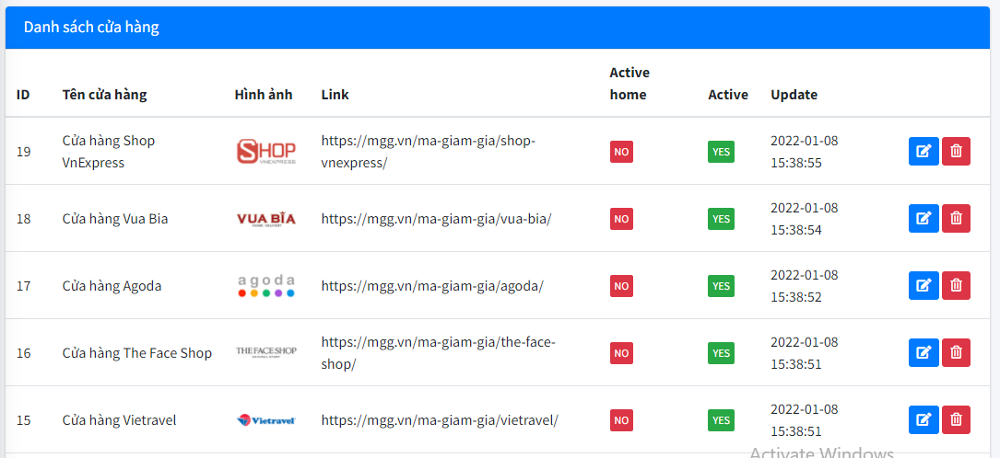 Danh sách cửa hàng
Active
ID Tên cửa hàng Hình ảnh Link home Active Update
Cửa hàng Shop https://mgg.vn/ma-giam-gia/shop- 2022-01-08
19 VnExpress SHOP VNEXPRESS vnexpress/ NO YES 15:38:55
2022-01-08
18 Cửa hàng Vua Bia VUA BIA HOME DELIVERY https://mgg.vn/ma-giam-gia/vua-bia/ NO YES 15:38:54
2022-01-08
17 Cửa hàng Agoda agoda https://mgg.vn/ma-giam-gia/agoda/ NO YES 15:38:52
https://mgg.vn/ma-giam-gia/the-face- 2022-01-08
16 Cửa hàng The Face Shop THEFACESHOP NATURAL STORY shop/ NO YES 15:38:51
2022-01-08
15 Cửa hàng Vietravel Vietravel https://mgg.vn/ma-giam-gia/vietravel/ NO YES 15:38:51
Activate Windows